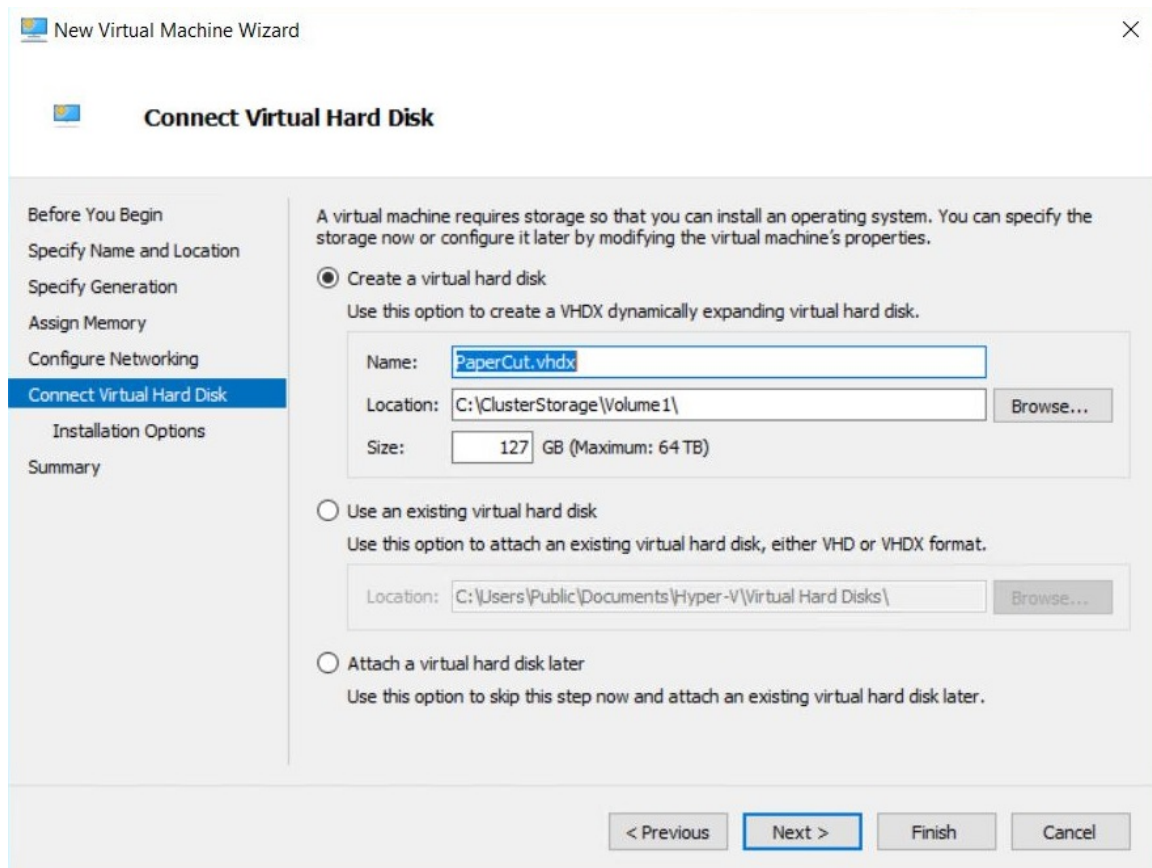 New Virtual Machine Wizard
Connect Virtual Hard Disk
Before You Begin
Specify Name and Location
Specify Generation
Assign Memory
Configure Networking
Connect Virtual Hard Disk
Installation Options
Summary
A virtual machine requires storage so that you can install an operating system. You can specify the
storage now or configure it later by modifying the virtual machine's properties.
Create a virtual hard disk
Use this option to create a VHDX dynamically expanding virtual hard disk.
Name: PaperCut.vhdx
Location: C:\ClusterStorage\Volume1\ Browse...
Size: 127 GB (Maximum: 64 TB)
Use an existing virtual hard disk
Use this option to attach an existing virtual hard disk, either VHD or VHDX format.
Location: C:\Users\Public\Documents\Hyper-V\Virtual Hard Disks\ Browse...
Attach a virtual hard disk later
Use this option to skip this step now and attach an existing virtual hard disk later.
< Previous Next > Finish Cancel